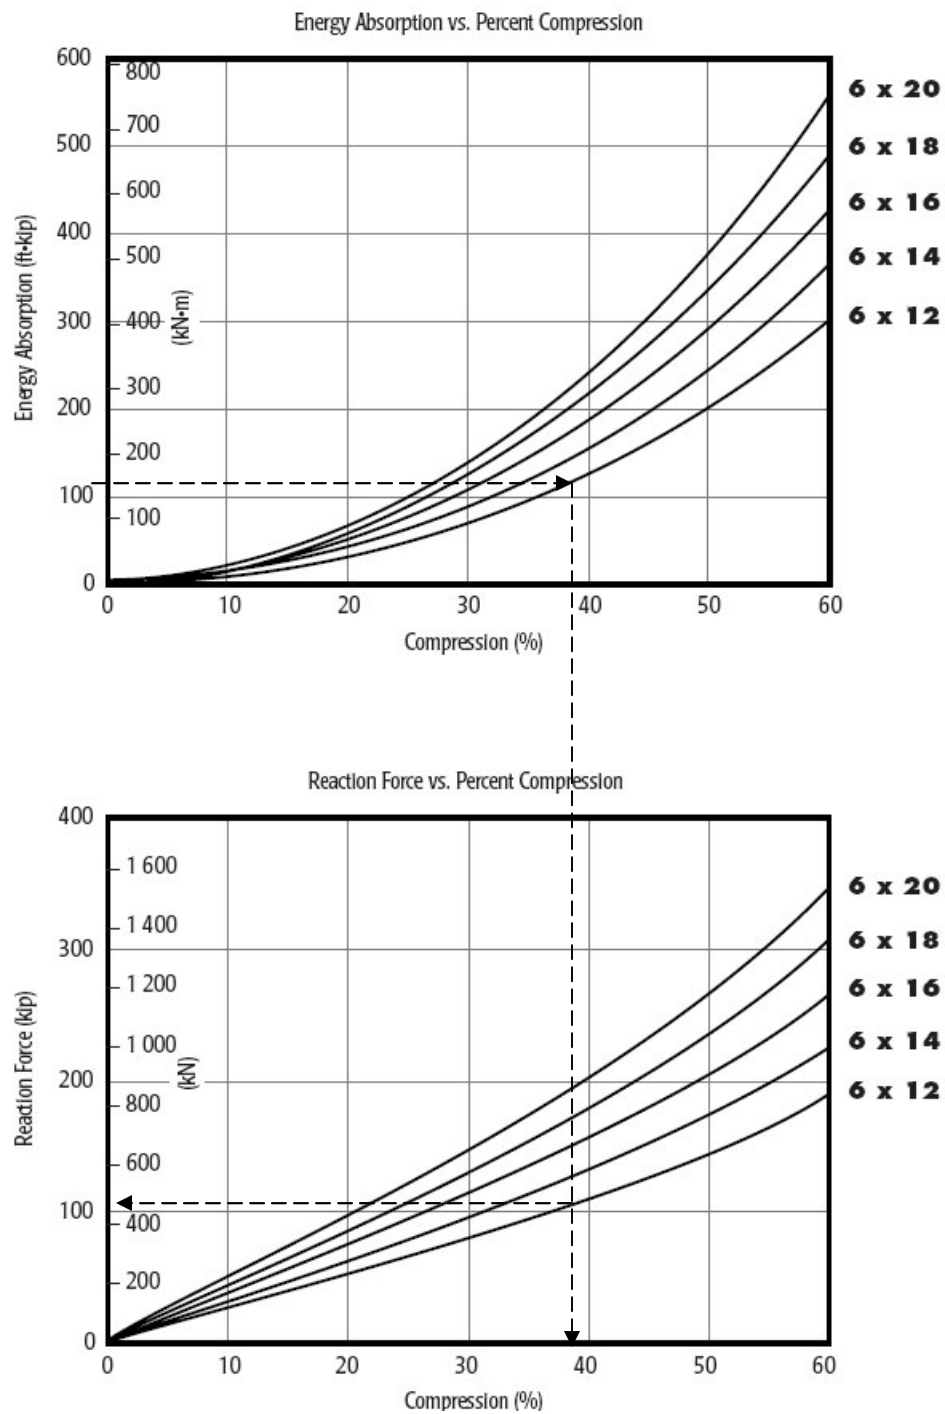 Energy Absorption vs. Percent Compression
600
500
400
300
200
100
0
800
700
600
500
400
300
200
100
Energy Absorption (ft•kip)
(kN•m)
6 x 20
6 x 18
6 x 16
6 x 14
6 x 12
0 10 20 30 40 50 60
Compression (%)
Reaction Force vs. Percent Compression
400
300
200
100
0
1 600
1 400
1 200
1 000
800
600
400
200
Reaction Force (kip)
(kN)
6 x 20
6 x 18
6 x 16
6 x 14
6 x 12
0 10 20 30 40 50 60
Compression (%)